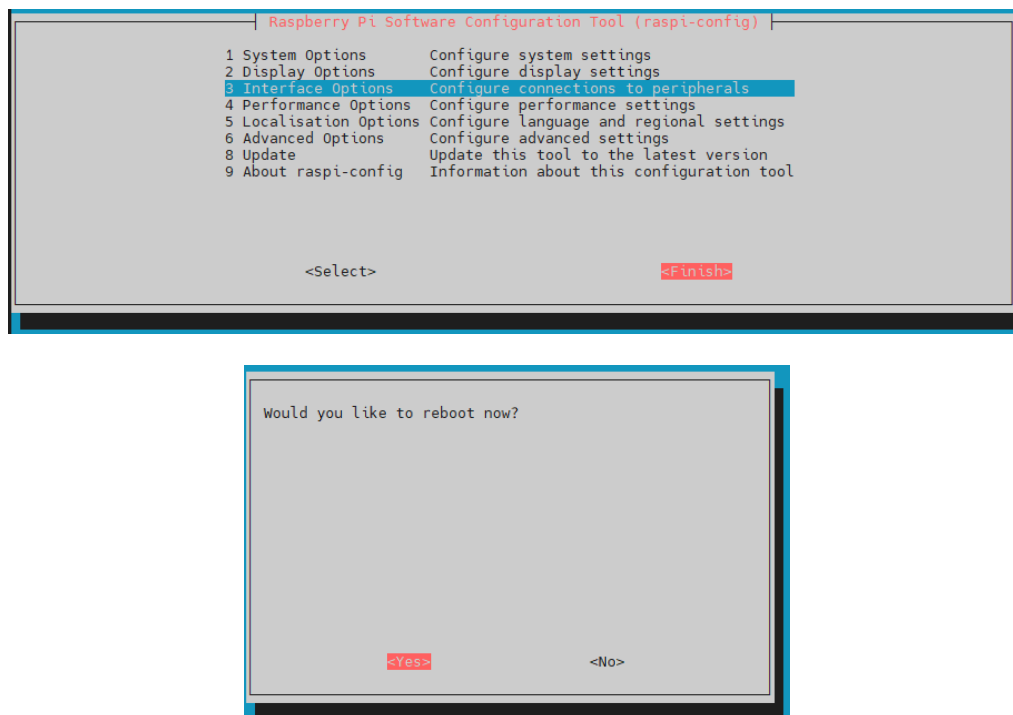 Raspberry Pi Software Configuration Tool (raspi-config)
1 System Options Configure system settings
2 Display Options Configure display settings
3 Interface Options Configure connections to peripherals
4 Performance Options Configure performance settings
5 Localisation Options Configure language and regional settings
6 Advanced Options Configure advanced settings
8 Update Update this tool to the latest version
9 About raspi-config Information about this configuration tool
<Select> <Finish>
Would you like to reboot now?
<Yes> <No>